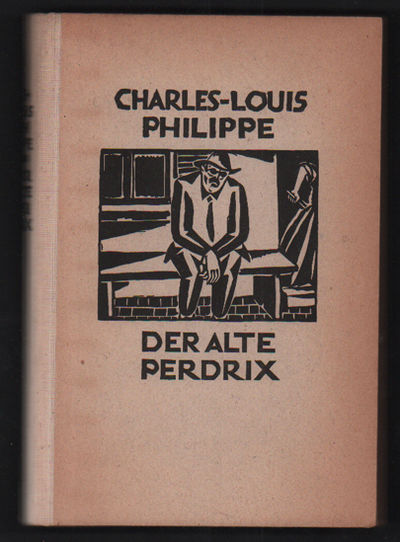 CHARLES-LOUIS
PHILIPPE
DER ALTE
PERDRIX